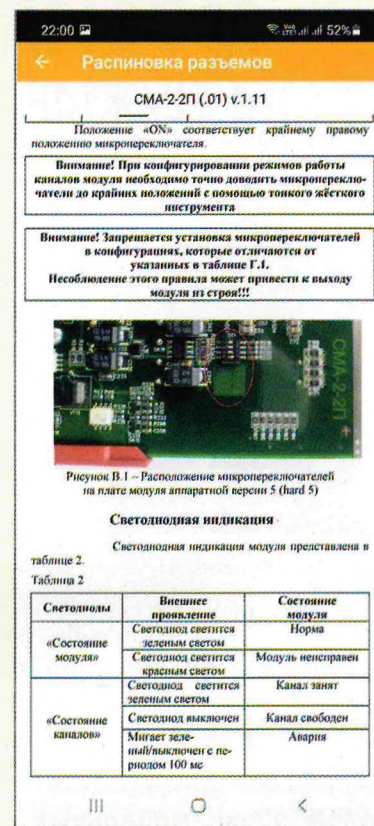 22:00
52%
Распиновка разъемов
СМА-2-2П (.01) v.1.11
Положение «ON» соответствует крайнему правому
положению микропереключателя.
Внимание! При конфигурировании режимов работы
каналов модуля необходимо точно доводить микропереклю-
чатели до крайних положений с помощью тонкого жёсткого
инструмента
Внимание! Запрещается установка микропереключателей
в конфигурациях, которые отличаются от
указанных в таблице Г.1.
Несоблюдение этого правила может привести к выходу
модуля из строя!!!
СМА-2-2П
Рисунок В.1 – Расположение микропереключателей
на плате модуля аппаратной версии 5 (hard 5)
Светодиодная индикация
Светодиодная индикация модуля представлена в
таблице 2.
Таблица 2
Светодиоды
Внешнее
проявление
Состояние
модуля
«Состояние
модуля»
Светодиод светится
зеленым светом
Норма
Светодиод светится
красным светом
Модуль неисправен
«Состояние
каналов»
Светодиод светится
зеленым светом
Канал занят
Светодиод выключен
Канал свободен
Мигает зеле-
ный/выключен с пе-
риодом 100 мс
Авария